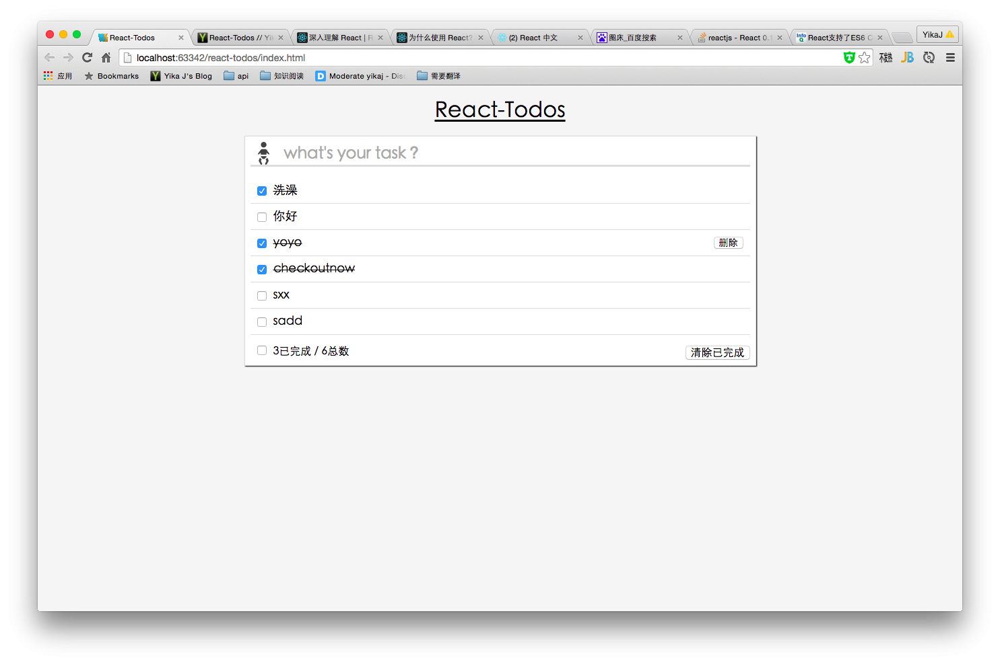 React-Todos
React-Todos // Yi
深入理解 React | R
为什么使用 React?
(2) React 中文
图床_百度搜索
reactjs - React 0.1
React支持了ES6 C
YikaJ
localhost:63342/react-todos/index.html
JB
应用
Bookmarks
Yika J's Blog
api
知识阅读
Moderate yikaj - Disc
需要翻译
React-Todos
what's your task ?
洗澡
你好
yoyo
删除
checkoutnow
sxx
sadd
3已完成 / 6总数
清除已完成